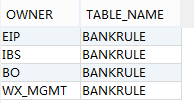 OWNER TABLE_NAME
EIP BANKRULE
IBS BANKRULE
BO BANKRULE
WX_MGMT BANKRULE